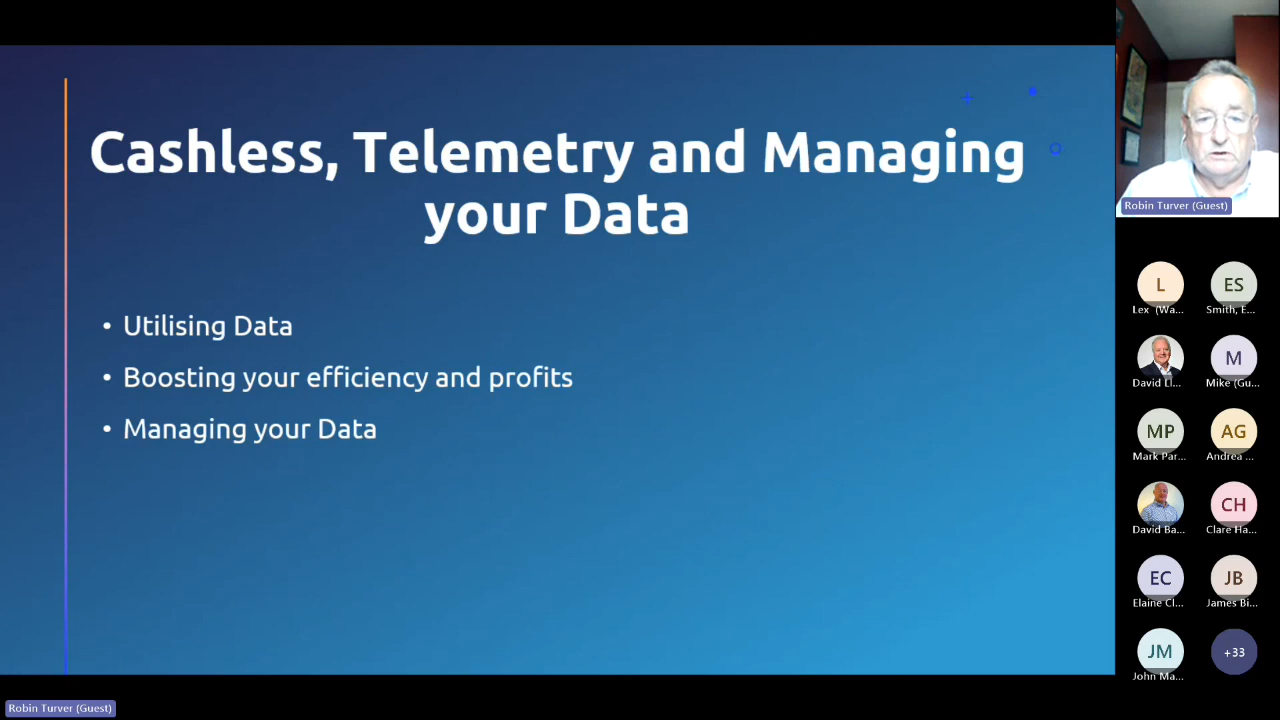 Cashless, Telemetry and Managing
your Data
• Utilising Data
• Boosting your efficiency and profits
• Managing your Data
Robin Turver (Guest)
L
ES
Lex (Wa...
Smith, E...
M
David Ll...
Mike (Gu...
MP
AG
Mark Par...
Andrea ...
CH
David Ba...
Clare Ha...
EC
JB
Elaine Cl...
James Bi...
JM
+33
John Ma...
Robin Turver (Guest)